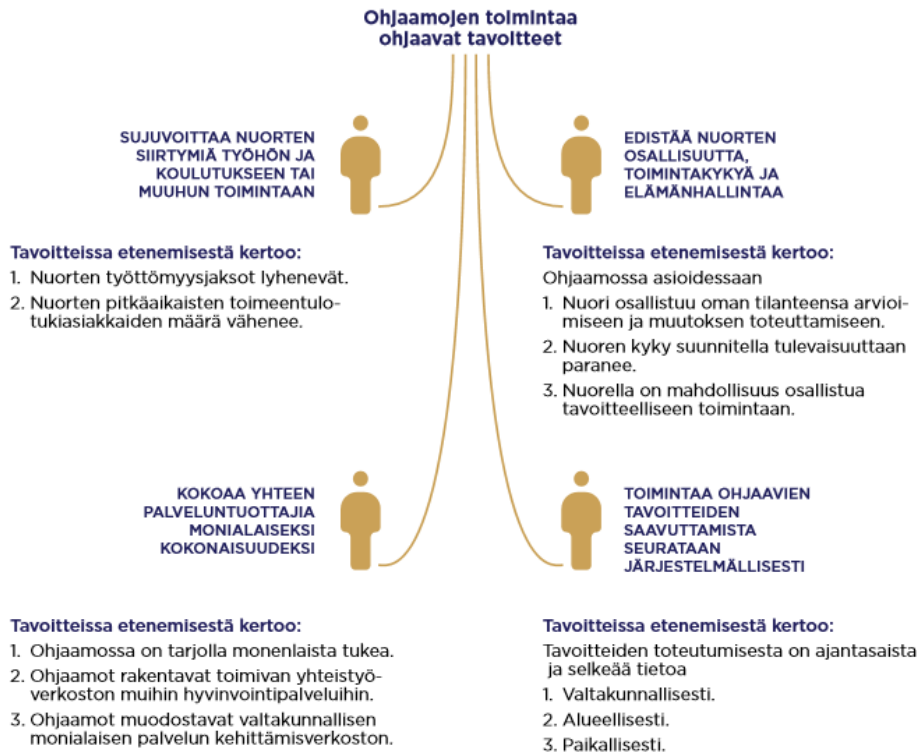 Ohjaamojen toimintaa
ohjaavat tavoitteet
SUJUVOITTAA NUORTEN
SIIRTYMIÄ TYÖHÖN JA
KOULUTUKSEEN TAI
MUUHUN TOIMINTAAN
Tavoitteissa etenemisestä kertoo:
1. Nuorten työttömyysjaksot lyhenevät.
2. Nuorten pitkäaikaisten toimeentulo-
tukiasiakkaiden määrä vähenee.
EDISTÄÄ NUORTEN
OSALLISUUTTA,
TOIMINTAKYKYÄ JA
ELÄMÄNHALLINTAA
Tavoitteissa etenemisestä kertoo:
Ohjaamossa asioidessaan
1. Nuori osallistuu oman tilanteensa arvioi-
miseen ja muutoksen toteuttamiseen.
2. Nuoren kyky suunnitella tulevaisuuttaan
paranee.
3. Nuorella on mahdollisuus osallistua
tavoitteelliseen toimintaan.
KOKOAA YHTEEN
PALVELUNTUOTTAJIA
MONIALAISEKSI
KOKONAISUUDEKSI
Tavoitteissa etenemisestä kertoo:
1. Ohjaamossa on tarjolla monenlaista tukea.
2. Ohjaamot rakentavat toimivan yhteistyö-
verkoston muihin hyvinvointipalveluihin.
3. Ohjaamot muodostavat valtakunnallisen
monialaisen palvelun kehittämisverkoston.
TOIMINTAA OHJAAVIEN
TAVOITTEIDEN
SAAVUTTAMISTA
SEURATAAN
JÄRJESTELMÄLLISESTI
Tavoitteissa etenemisestä kertoo:
Tavoitteiden toteutumisesta on ajantasaista
ja selkeää tietoa
1. Valtakunnallisesti.
2. Alueellisesti.
3. Paikallisesti.